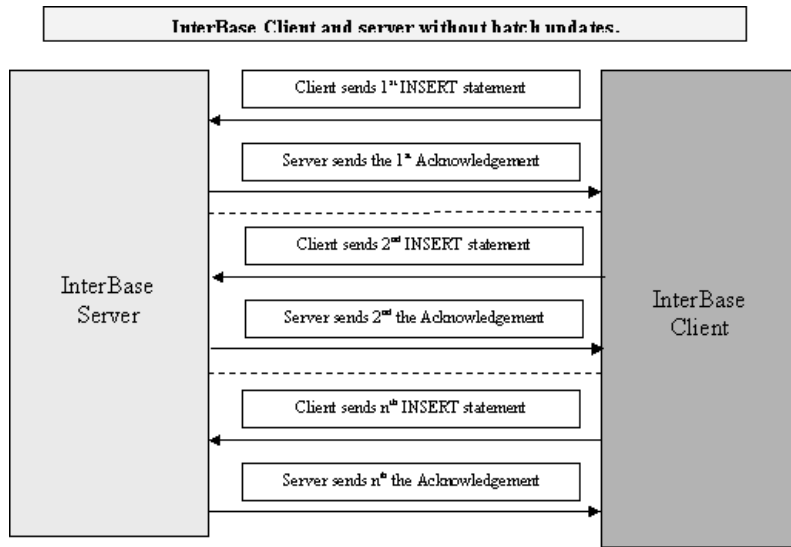 InterBase Client and server without batch updates.
Client sends 1st INSERT statement
Server sends the 1st Acknowledgement
Client sends 2nd INSERT statement
InterBase
Server
Server sends 2nd the Acknowledgement
InterBase
Client
Client sends nth INSERT statement
Server sends nth the Acknowledgement